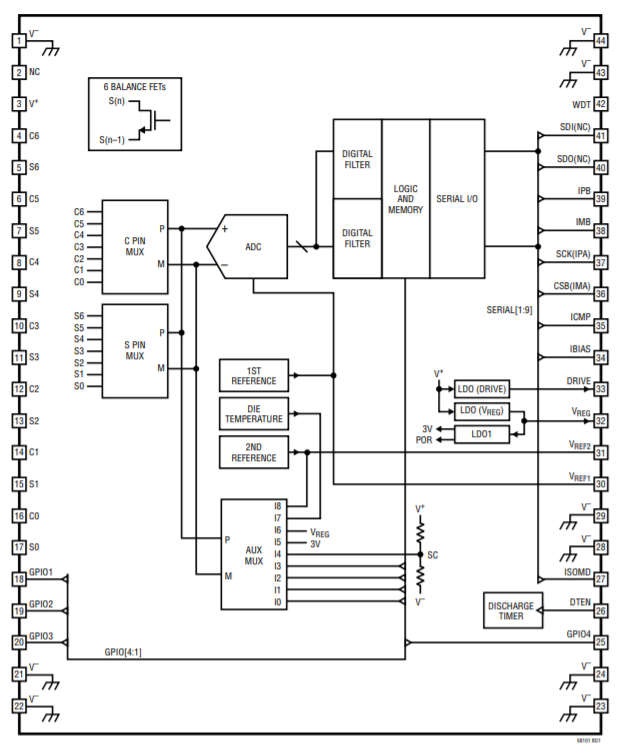 1 V–
2 NC
3 V+
4 C6
5 S6
6 C5
7 S5
8 C4
9 S4
10 C3
11 S3
12 C2
13 S2
14 C1
15 S1
16 C0
17 S0
18 GPIO1
19 GPIO2
20 GPIO3
21 V–
22 V–
6 BALANCE FETs
S(n)
S(n–1)
C6
C5
C4
C3
C2
C1
C0
C PIN
MUX
P
M
S6
S5
S4
S3
S2
S1
S0
S PIN
MUX
P
M
+
–
ADC
DIGITAL
FILTER
DIGITAL
FILTER
LOGIC
AND
MEMORY
SERIAL I/O
1ST
REFERENCE
DIE
TEMPERATURE
2ND
REFERENCE
P
M
AUX
MUX
I8
I7
I6 VREG
I5 3V
I4
I3
I2
I1
I0
V+
SC
V–
GPIO[4:1]
SERIAL[1:9]
V+
LDO (DRIVE)
LDO (VREG)
LDO1
3V
POR
DISCHARGE
TIMER
V– 44
V– 43
WDT 42
SDI(NC) 41
SDO(NC) 40
IPB 39
IMB 38
SCK(IPA) 37
CSB(IMA) 36
ICMP 35
IBIAS 34
DRIVE 33
VREG 32
VREF2 31
VREF1 30
V– 29
V– 28
ISOMD 27
DTEN 26
GPIO4 25
V– 24
V– 23
68101 BD1